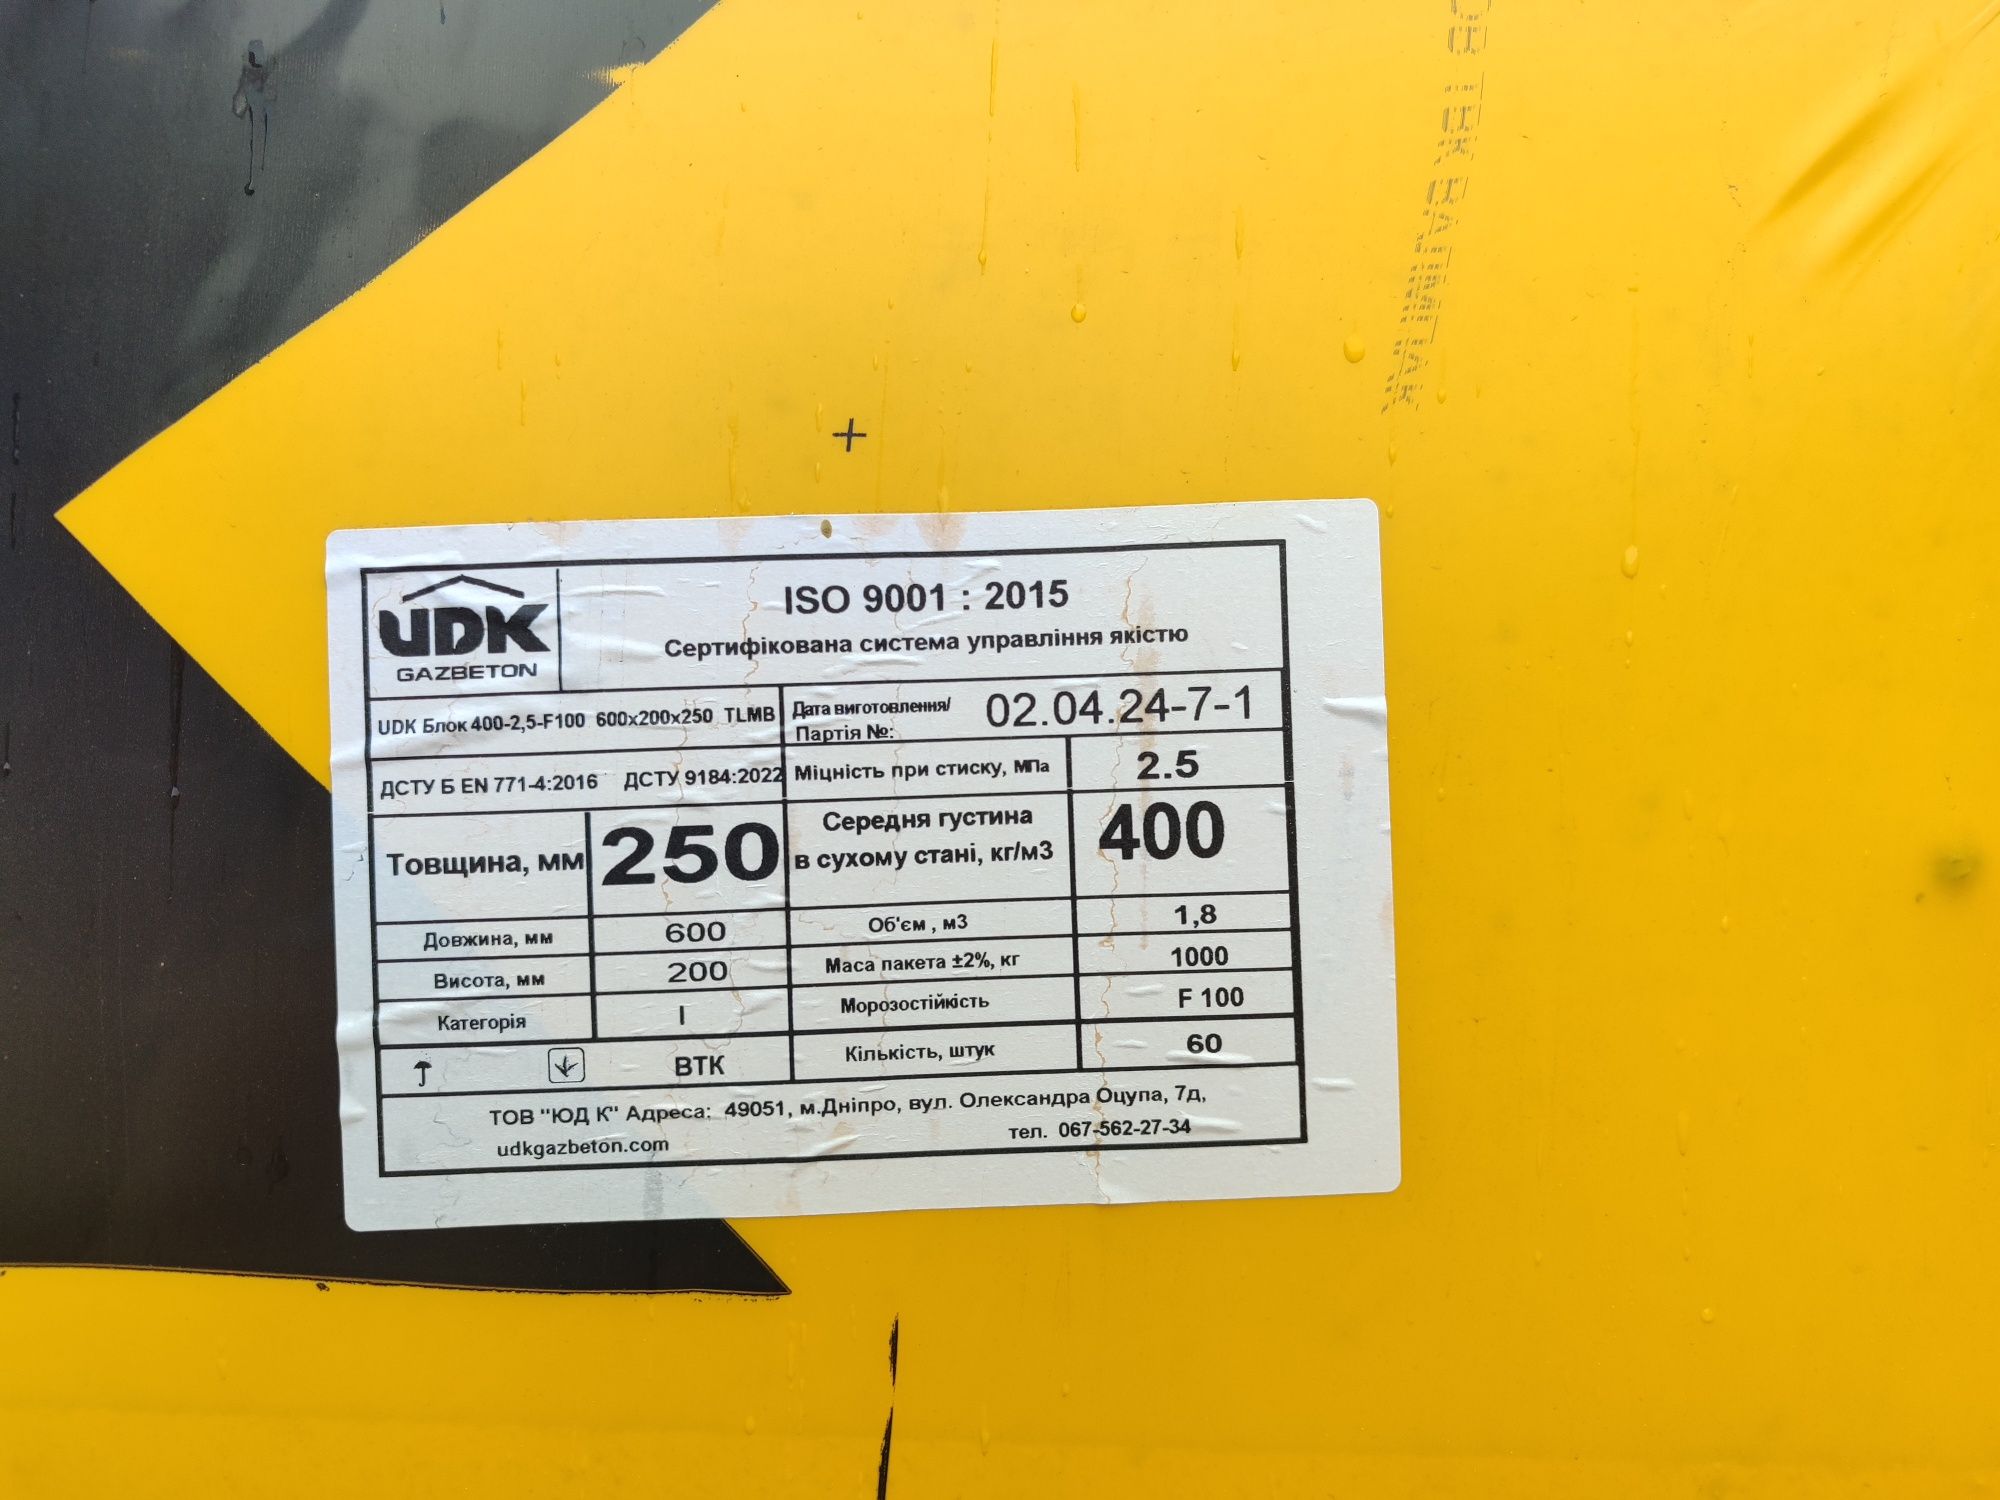 UDK
GAZBETON
ISO 9001 : 2015
Сертифікована система управління якістю
UDK Блок 400-2,5-F100 600x200x250 TLMB
Дата виготовлення/
Партія №:
02.04.24-7-1
ДСТУ Б EN 771-4:2016 ДСТУ 9184:2022
Міцність при стиску, МПа 2.5
Товщина, мм 250
Середня густина
в сухому стані, кг/м3
400
Довжина, мм 600
Об'єм , м3 1,8
Висота, мм 200
Маса пакета ±2%, кг 1000
Категорія I
Морозостійкість F 100
ВТК
Кількість, штук 60
ТОВ "ЮД К" Адреса: 49051, м.Дніпро, вул. Олександра Оцупа, 7д,
udkgazbeton.com
тел. 067-562-27-34